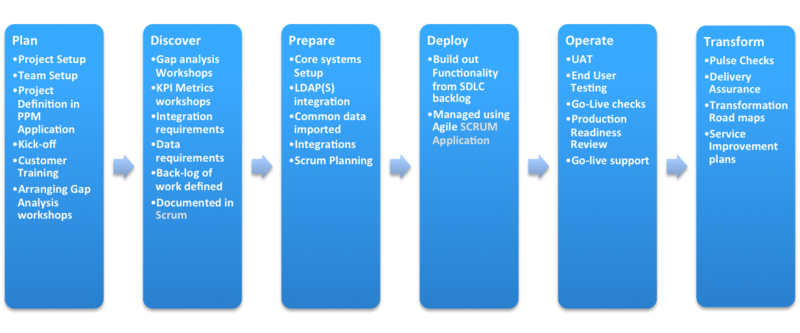 Plan
•Project Setup
•Team Setup
•Project
Definition in
PPM
Application
•Kick-off
•Customer
Training
•Arranging Gap
Analysis
workshops
Discover
•Gap analysis
Workshops
•KPI Metrics
workshops
•Integration
requirements
•Data
requirements
•Back-log of
work defined
•Documented in
Scrum
Prepare
•Core systems
Setup
•LDAP(S)
integration
•Common data
imported
•Integrations
•Scrum Planning
Deploy
•Build out
Functionality
from SDLC
backlog
•Managed using
Agile SCRUM
Application
Operate
•UAT
•End User
Testing
•Go-Live checks
•Production
Readiness
Review
•Go-live support
Transform
•Pulse Checks
•Delivery
Assurance
•Transformation
Road maps
•Service
Improvement
plans